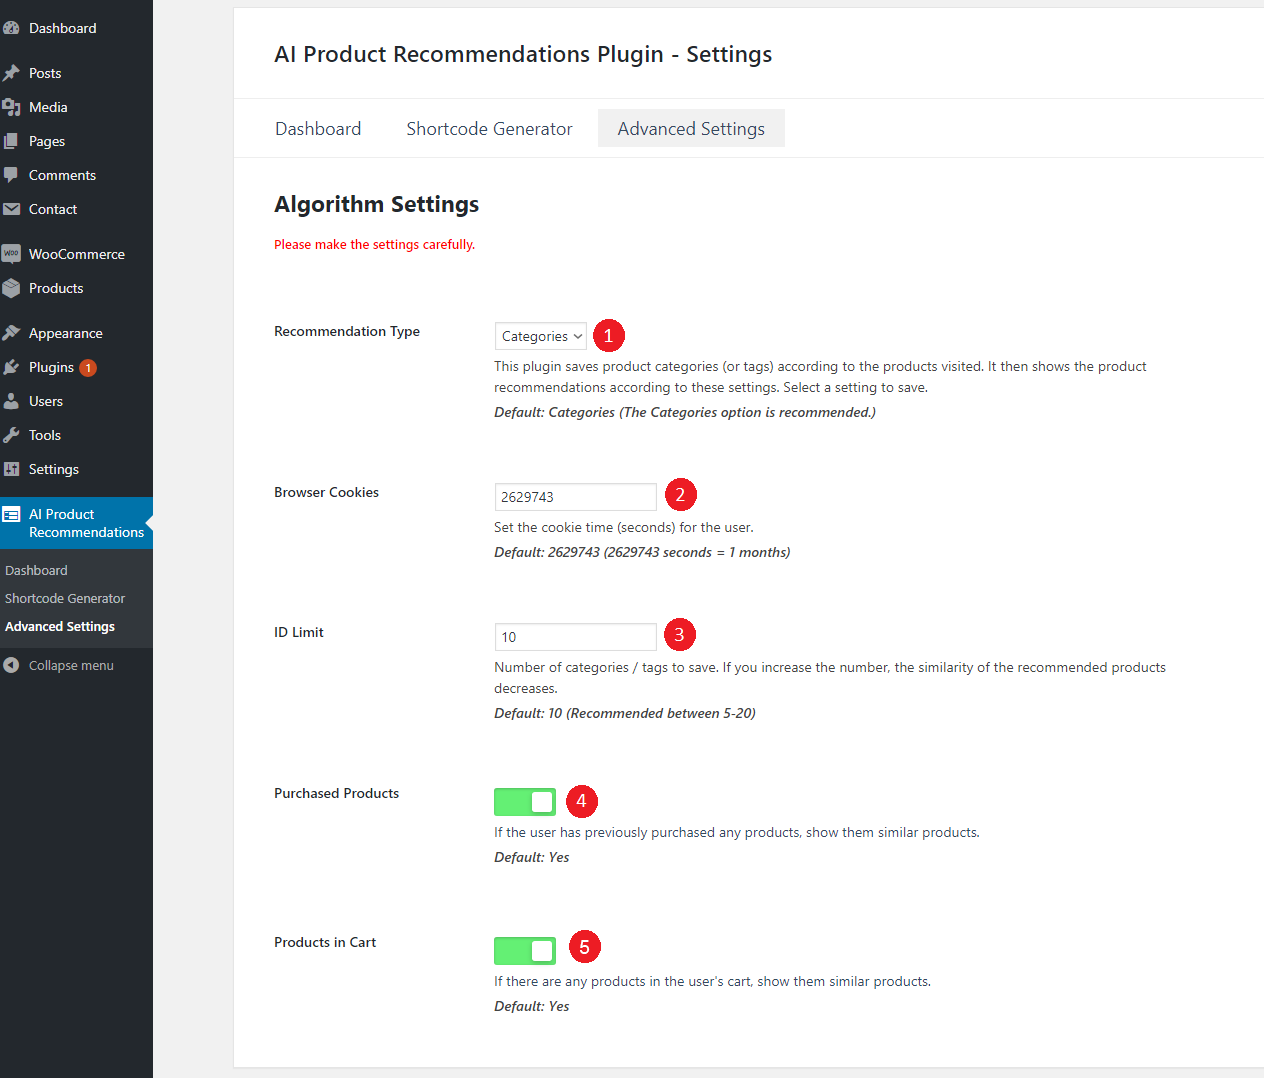 Dashboard
Posts
Media
Pages
Comments
Contact
WOO WooCommerce
Products
Appearance
Plugins 1
Users
Tools
Settings
AI Product
Recommendations
Dashboard
Shortcode Generator
Advanced Settings
Collapse menu
AI Product Recommendations Plugin - Settings
Dashboard Shortcode Generator Advanced Settings
Algorithm Settings
Please make the settings carefully.
Recommendation Type
Categories 1
This plugin saves product categories (or tags) according to the products visited. It then shows the product
recommendations according to these settings. Select a setting to save.
Default: Categories (The Categories option is recommended.)
Browser Cookies
2629743 2
Set the cookie time (seconds) for the user.
Default: 2629743 (2629743 seconds = 1 months)
ID Limit
10 3
Number of categories / tags to save. If you increase the number, the similarity of the recommended products
decreases.
Default: 10 (Recommended between 5-20)
Purchased Products
4
If the user has previously purchased any products, show them similar products.
Default: Yes
Products in Cart
5
If there are any products in the user's cart, show them similar products.
Default: Yes